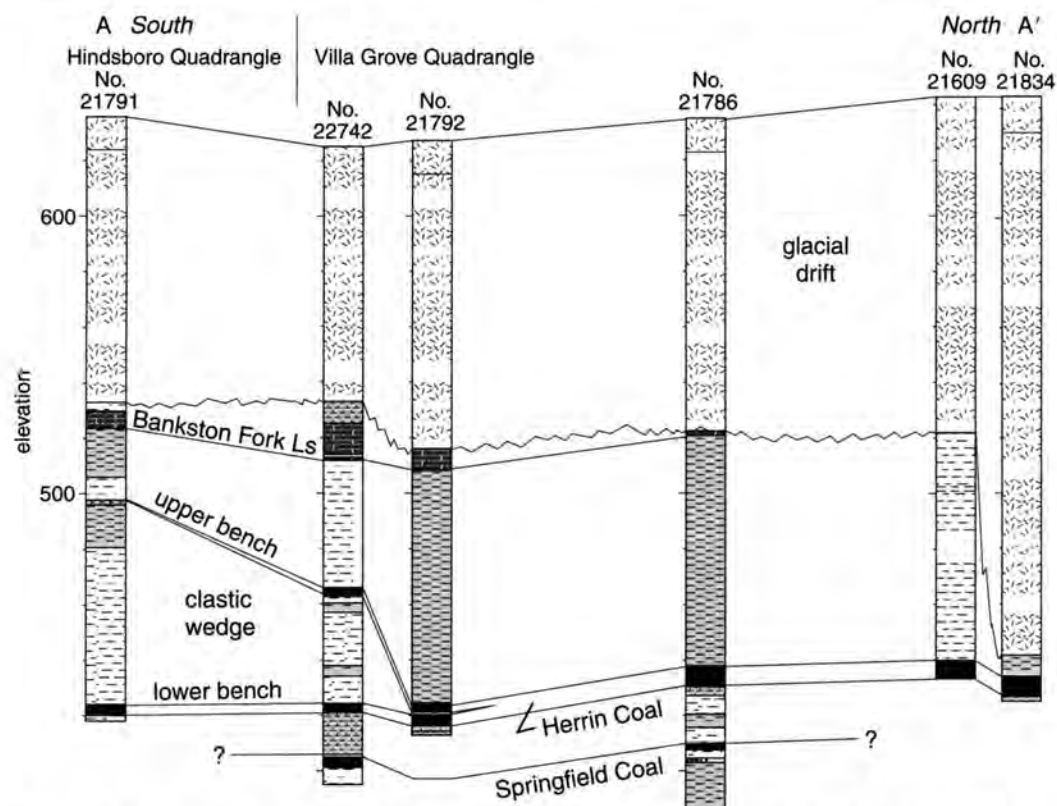 A South
North A'
Hindsboro Quadrangle
Villa Grove Quadrangle
No.
21791
No.
22742
No.
21792
No.
21786
No.
21609
No.
21834
600
glacial
drift
elevation
Bankston Fork Ls
500
upper bench
clastic
wedge
lower bench
Herrin Coal
?
?
Springfield Coal